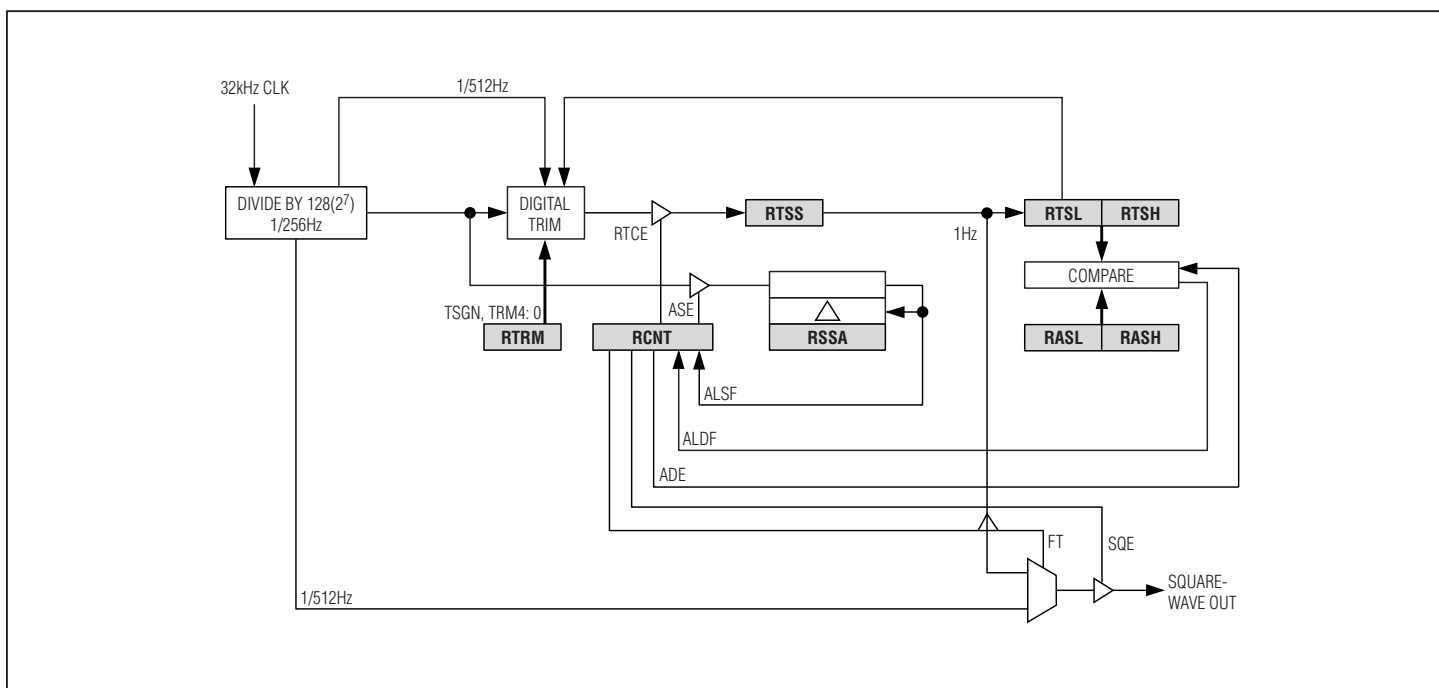 32kHz CLK
1/512Hz
DIVIDE BY 128(2⁷)
1/256Hz
DIGITAL
TRIM
RTCE
RTSS
1Hz
RTSL
RTSH
COMPARE
TSGN, TRM4: 0
RTRM
ASE
RCNT
RSSA
RASL
RASH
ALSF
ALDF
ADE
FT
SQE
1/512Hz
SQUARE-
WAVE OUT